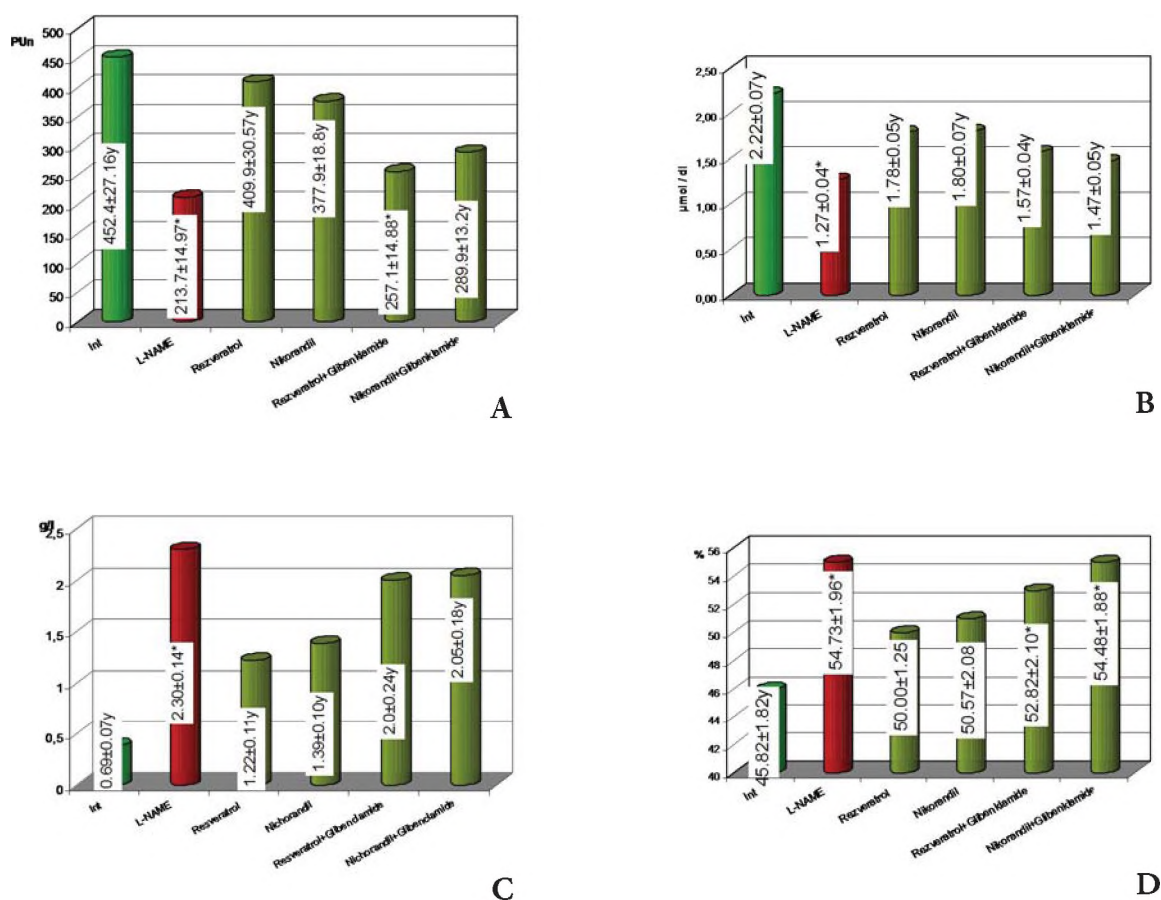 PUn
500
450
400
350
300
250
200
150
100
50
0
452.4±27.16y
213.7±14.97*
409.9±30.57y
377.9±18.8y
257.1±14.88*
289.9±13.2y
Int
L-NAME
Rezveratrol
Nikorandil
Rezveratrol+Glibenklamide
Nikorandil+Glibenklamide
A
µmol / dl
2,50
2,00
1,50
1,00
0,50
0,00
2.22±0.07y
1.27±0.04*
1.78±0.05y
1.80±0.07y
1.57±0.04y
1.47±0.05y
Int
L-NAME
Rezveratrol
Nikorandil
Rezveratrol+Glibenklamide
Nikorandil+Glibenklamide
B
g/l
2,5
2
1,5
1
0,5
0
0.69±0.07y
2.30±0.14*
1.22±0.11y
1.39±0.10y
2.0±0.24y
2.05±0.18y
Int
L-NAME
Resveratrol
Nichorandil
Resveratrol+Glibenclamide
Nichorandil+Glibenclamide
C
%
56
54
52
50
48
46
44
42
40
45.82±1.82y
54.73±1.96*
50.00±1.25
50.57±2.08
52.82±2.10*
54.48±1.88*
Int
L-NAME
Rezveratrol
Nikorandil
Rezveratrol+Glibenklamide
Nikorandil+Glibenklamide
D